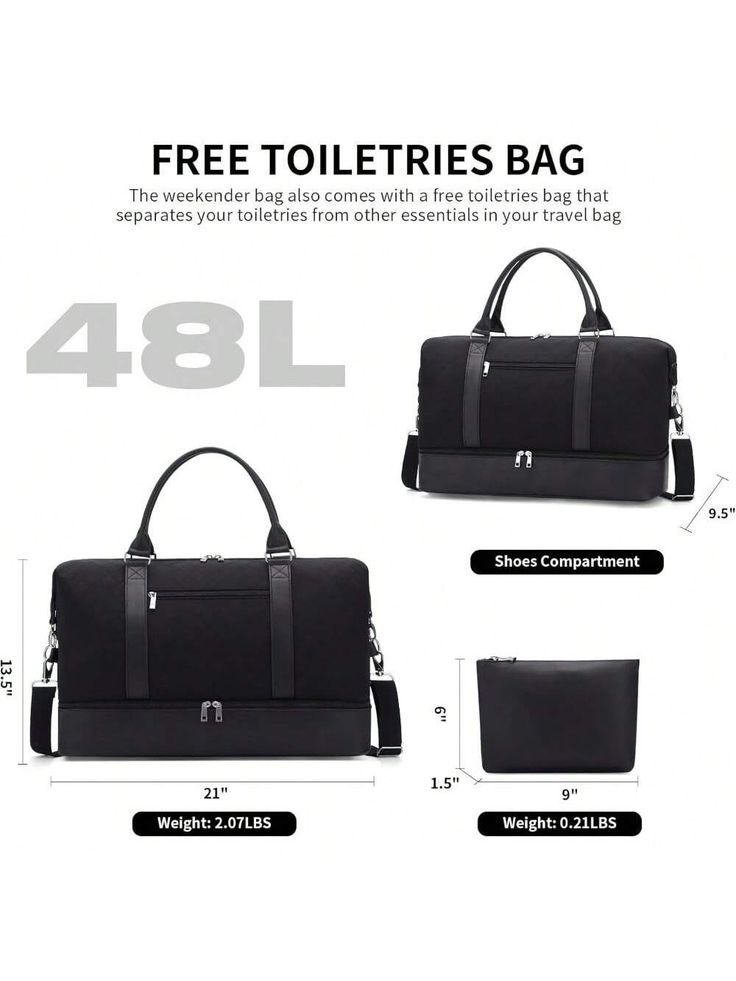 FREE TOILETRIES BAG
The weekender bag also comes with a free toiletries bag that
separates your toiletries from other essentials in your travel bag
48L
9.5"
Shoes Compartment
13.5"
21"
Weight: 2.07LBS
6"
1.5"
9"
Weight: 0.21LBS